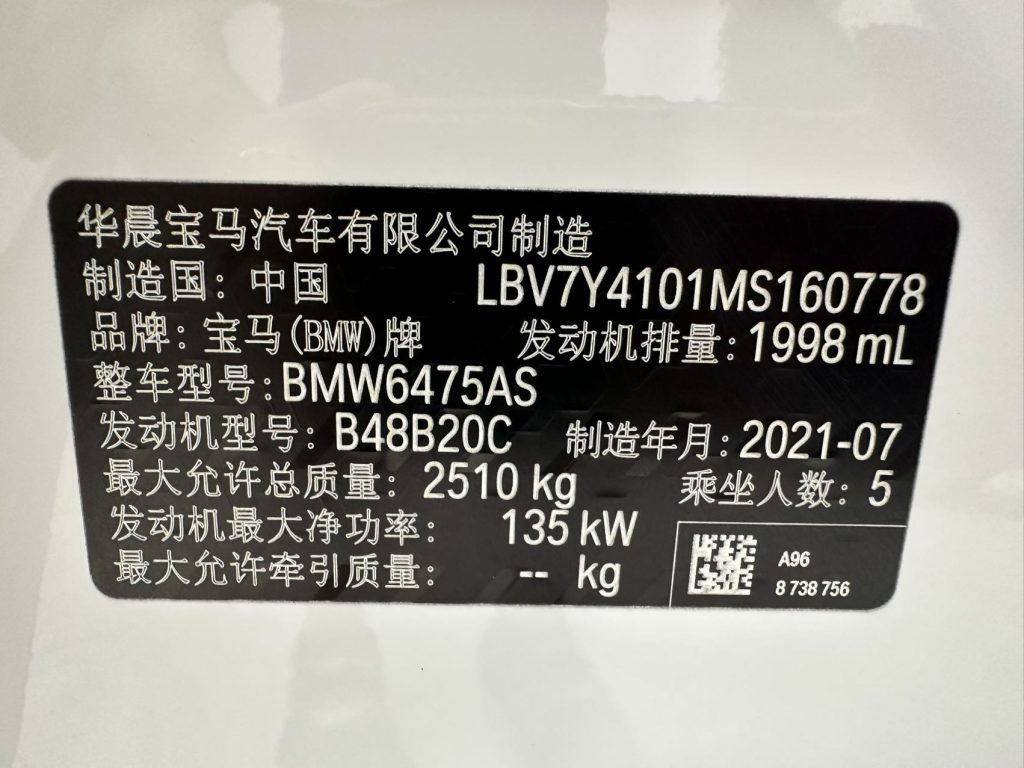 华晨宝马汽车有限公司制造
制造国：中国 LBV7Y4101MS160778
品牌：宝马(BMW)牌 发动机排量：1998 mL
整车型号：BMW6475AS
发动机型号：B48B20C 制造年月：2021-07
最大允许总质量：2510 kg 乘坐人数：5
发动机最大净功率：135 kW
最大允许牵引质量：-- kg
A96
8 738 756